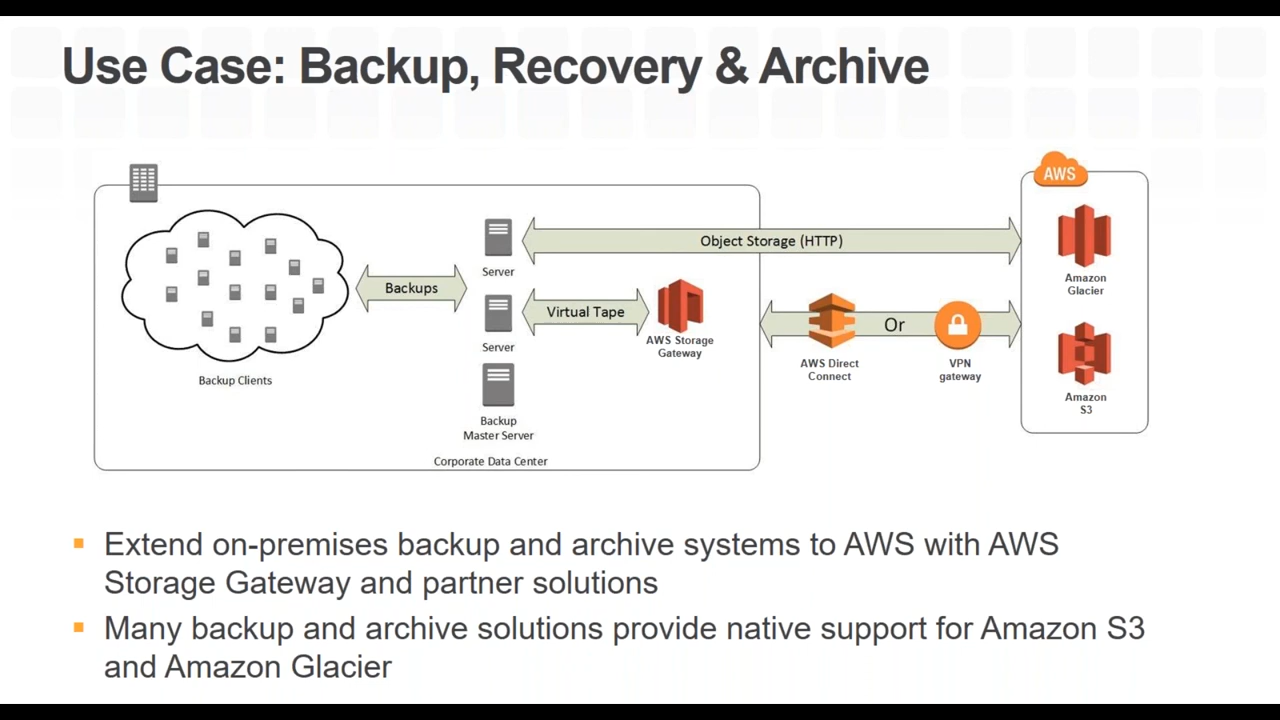 Use Case: Backup, Recovery & Archive
AWS
Object Storage (HTTP)
Server
Amazon
Glacier
Backups
Virtual Tape
Server
AWS Storage
Gateway
Or
AWS Direct
Connect
VPN
gateway
Backup Clients
Amazon
S3
Backup
Master Server
Corporate Data Center
Extend on-premises backup and archive systems to AWS with AWS
Storage Gateway and partner solutions
Many backup and archive solutions provide native support for Amazon S3
and Amazon Glacier